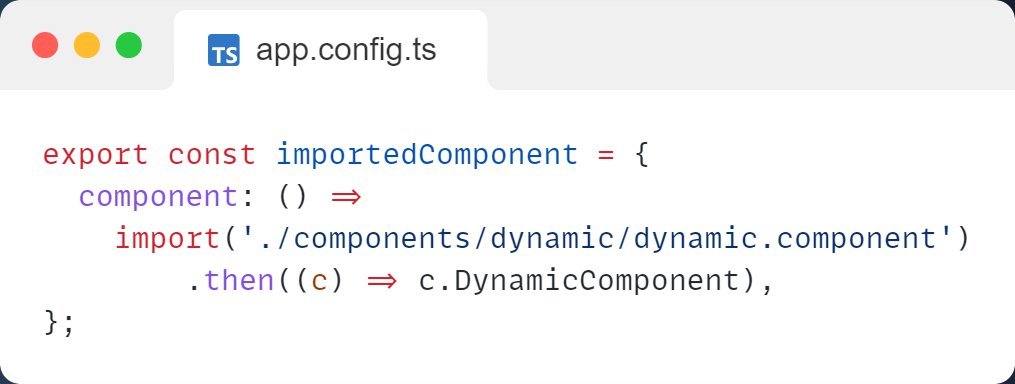 TS app.config.ts
export const importedComponent = {
  component: () =>
    import('./components/dynamic/dynamic.component')
        .then((c) => c.DynamicComponent),
};